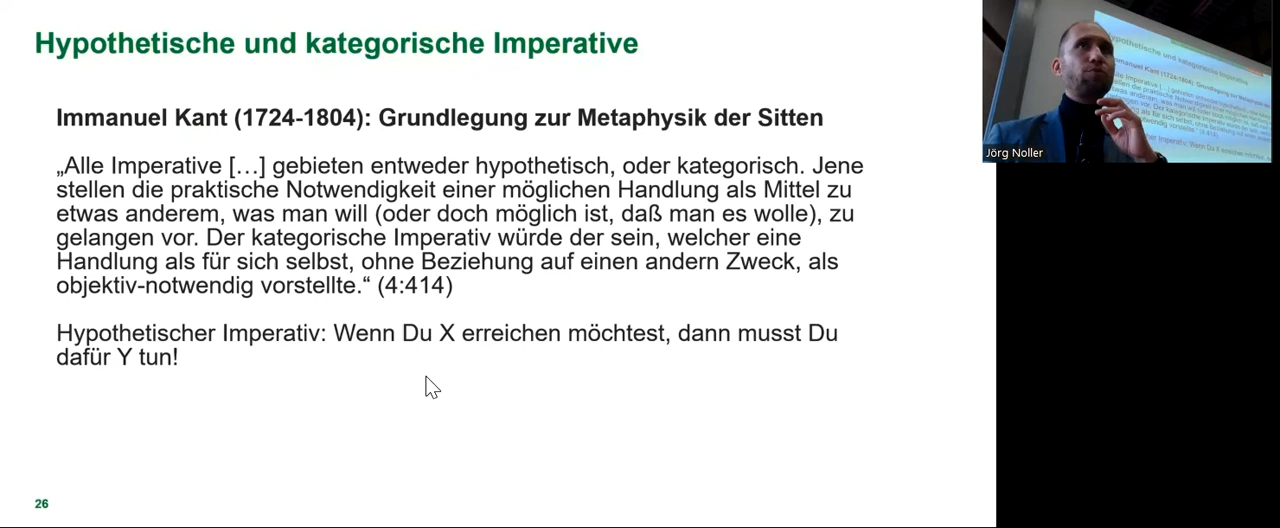 Hypothetische und kategorische Imperative
Immanuel Kant (1724-1804): Grundlegung zur Metaphysik der Sitten
„Alle Imperative […] gebieten entweder hypothetisch, oder kategorisch. Jene
stellen die praktische Notwendigkeit einer möglichen Handlung als Mittel zu
etwas anderem, was man will (oder doch möglich ist, daß man es wolle), zu
gelangen vor. Der kategorische Imperativ würde der sein, welcher eine
Handlung als für sich selbst, ohne Beziehung auf einen andern Zweck, als
objektiv-notwendig vorstellte.“ (4:414)
Hypothetischer Imperativ: Wenn Du X erreichen möchtest, dann musst Du
dafür Y tun!
26
Jörg Noller